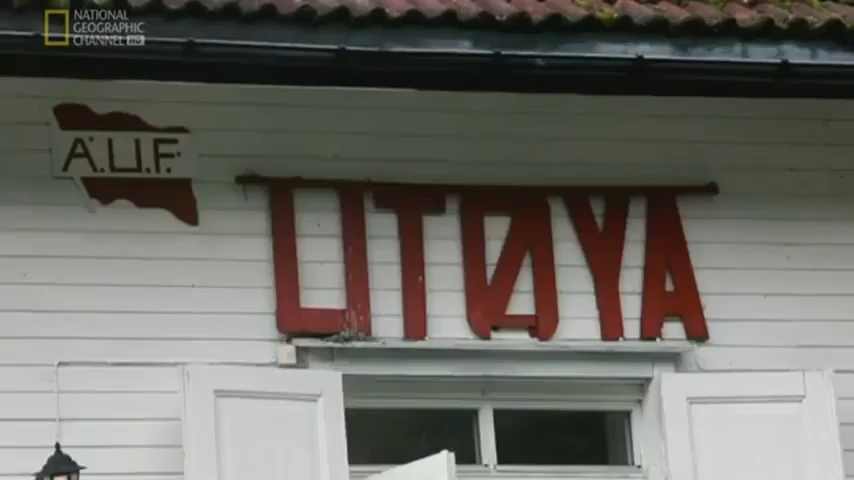 NATIONAL
GEOGRAPHIC
CHANNEL HD
A.U.F.
UTØYA